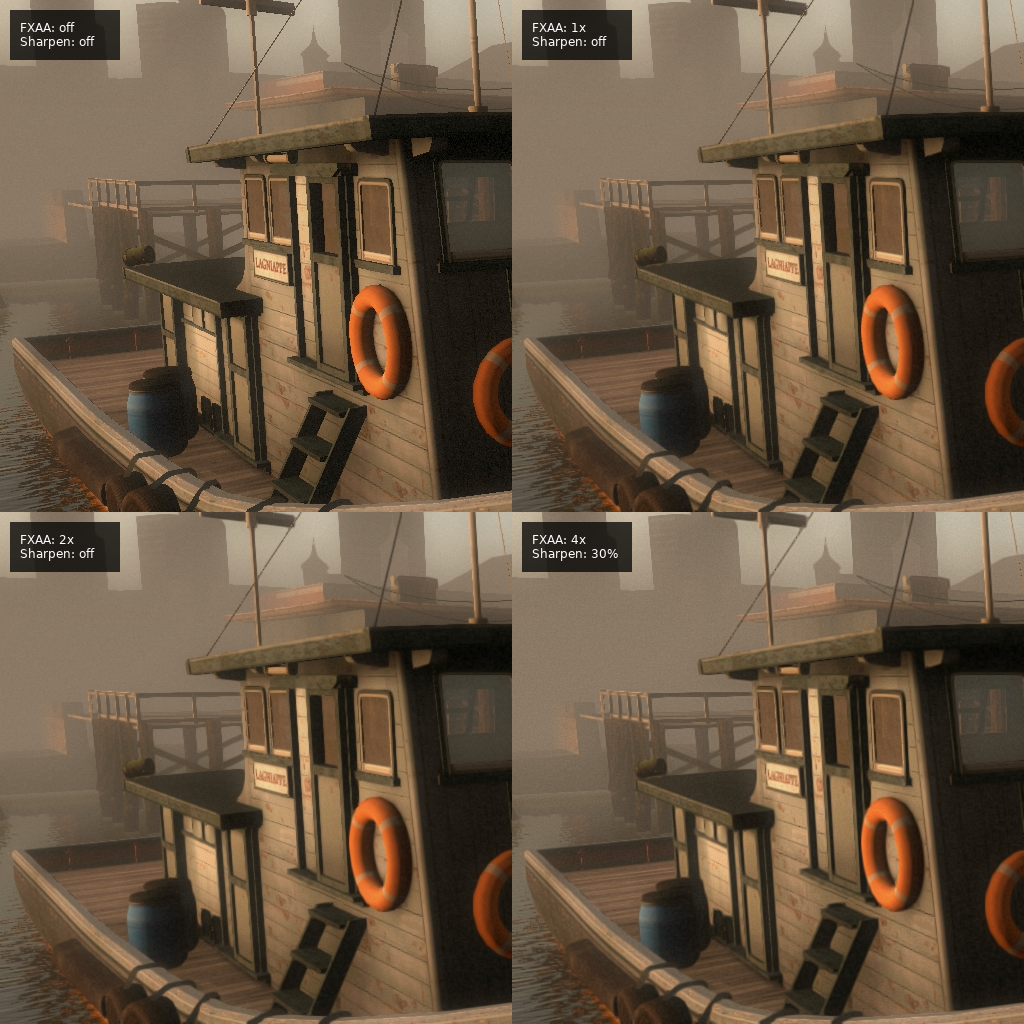 FXAA: off
Sharpen: off
FXAA: 1x
Sharpen: off
LAGNIAPPE
LAGNIAPPE
FXAA: 2x
Sharpen: off
FXAA: 4x
Sharpen: 30%
LAGNIAPPE
LAGNIAPPE